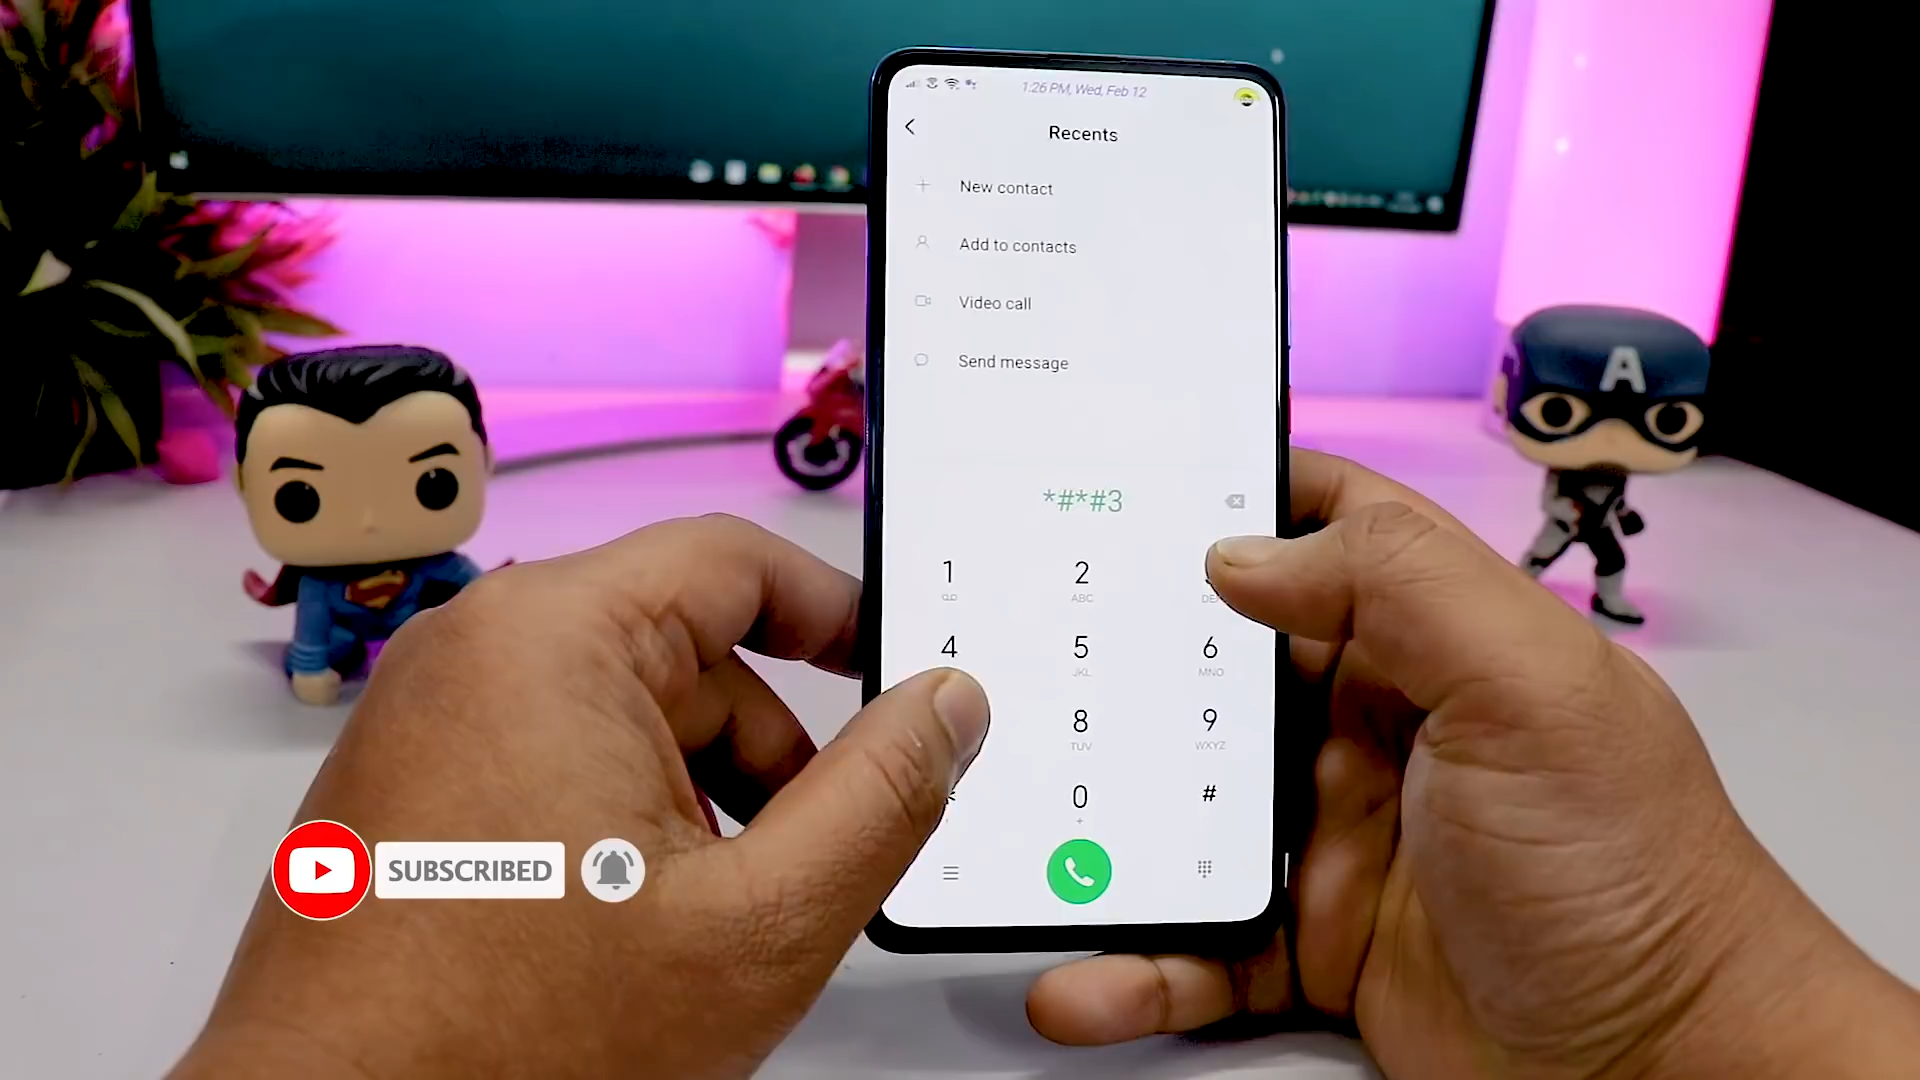 1:26 PM, Wed, Feb 12
Recents
New contact
Add to contacts
Video call
Send message
*#*#3
1 2
ABC
4 5 6
JKL MNO
8 9
TUV WXYZ
0 #
+
SUBSCRIBED
A